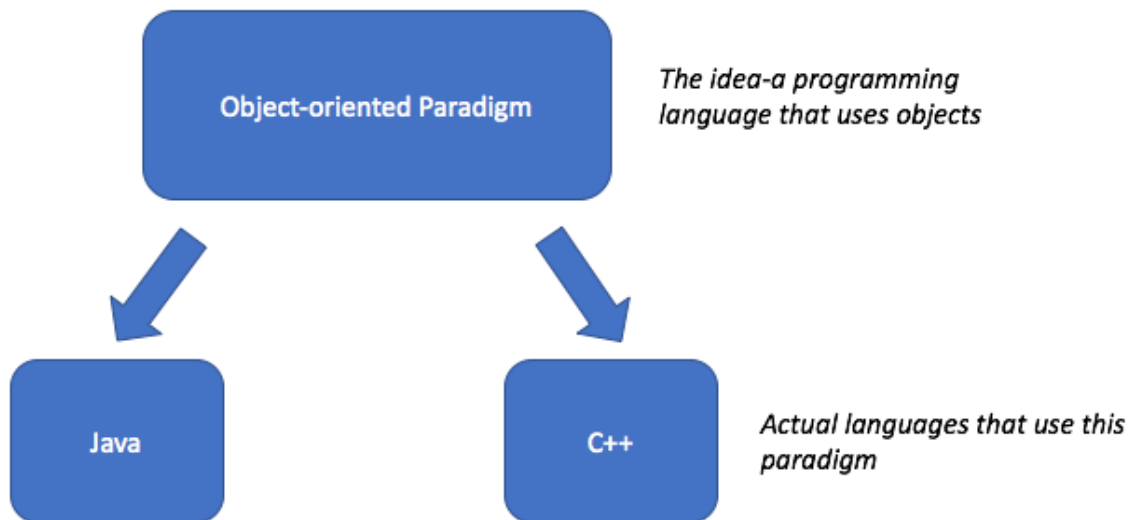 Object-oriented Paradigm
The idea-a programming
language that uses objects
Java
C++
Actual languages that use this
paradigm